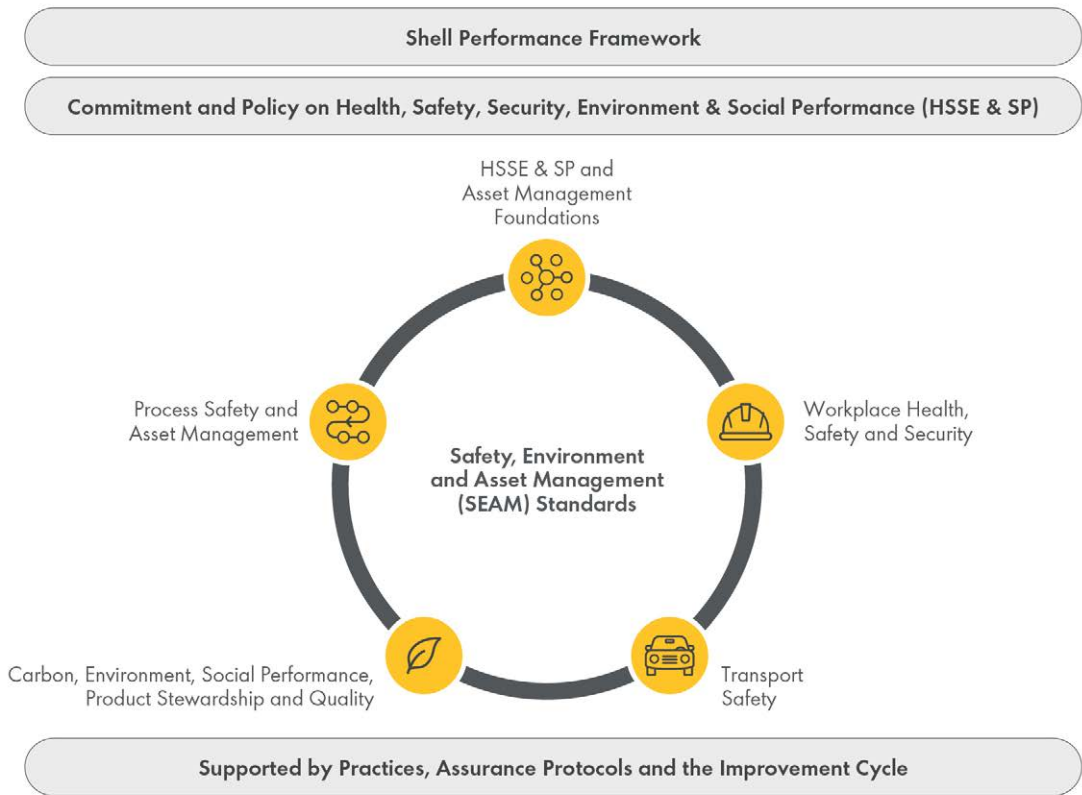 Shell Performance Framework
Commitment and Policy on Health, Safety, Security, Environment & Social Performance (HSSE & SP)
HSSE & SP and
Asset Management
Foundations
Process Safety and
Asset Management
Workplace Health,
Safety and Security
Safety, Environment
and Asset Management
(SEAM) Standards
Carbon, Environment, Social Performance,
Product Stewardship and Quality
Transport
Safety
Supported by Practices, Assurance Protocols and the Improvement Cycle